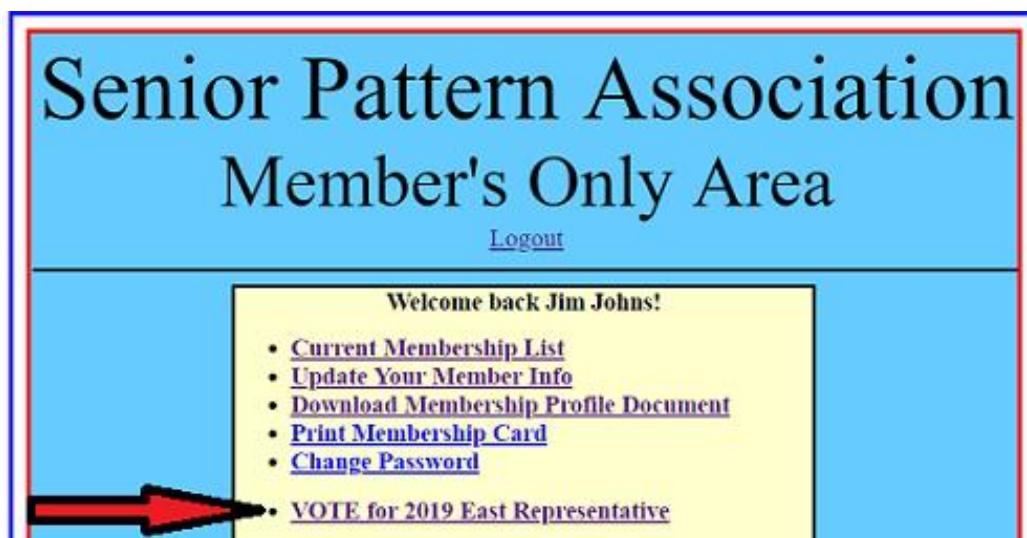 Senior Pattern Association
Member's Only Area
Logout
Welcome back Jim Johns!
Current Membership List
Update Your Member Info
Download Membership Profile Document
Print Membership Card
Change Password
VOTE for 2019 East Representative